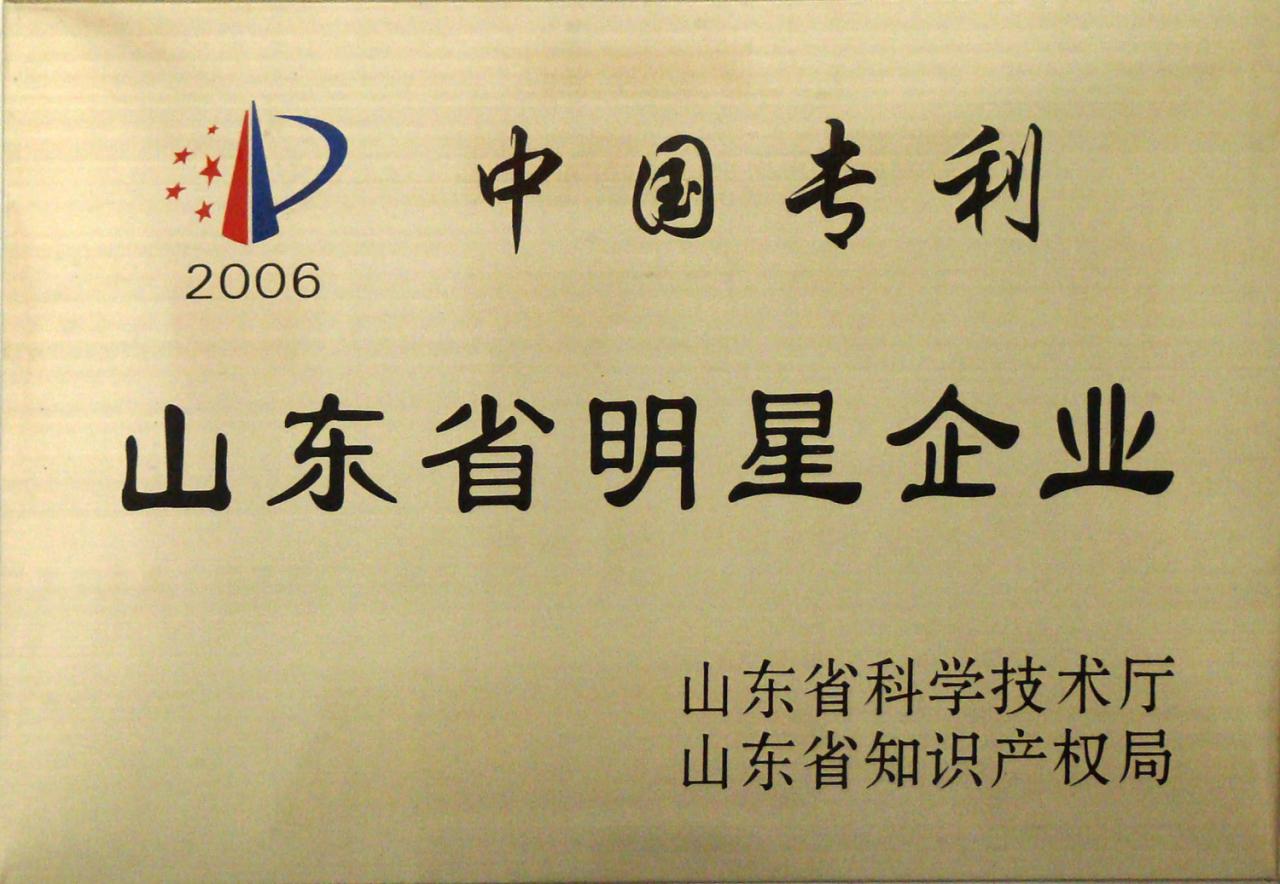 中国专利
2006
山东省明星企业
山东省科学技术厅
山东省知识产权局